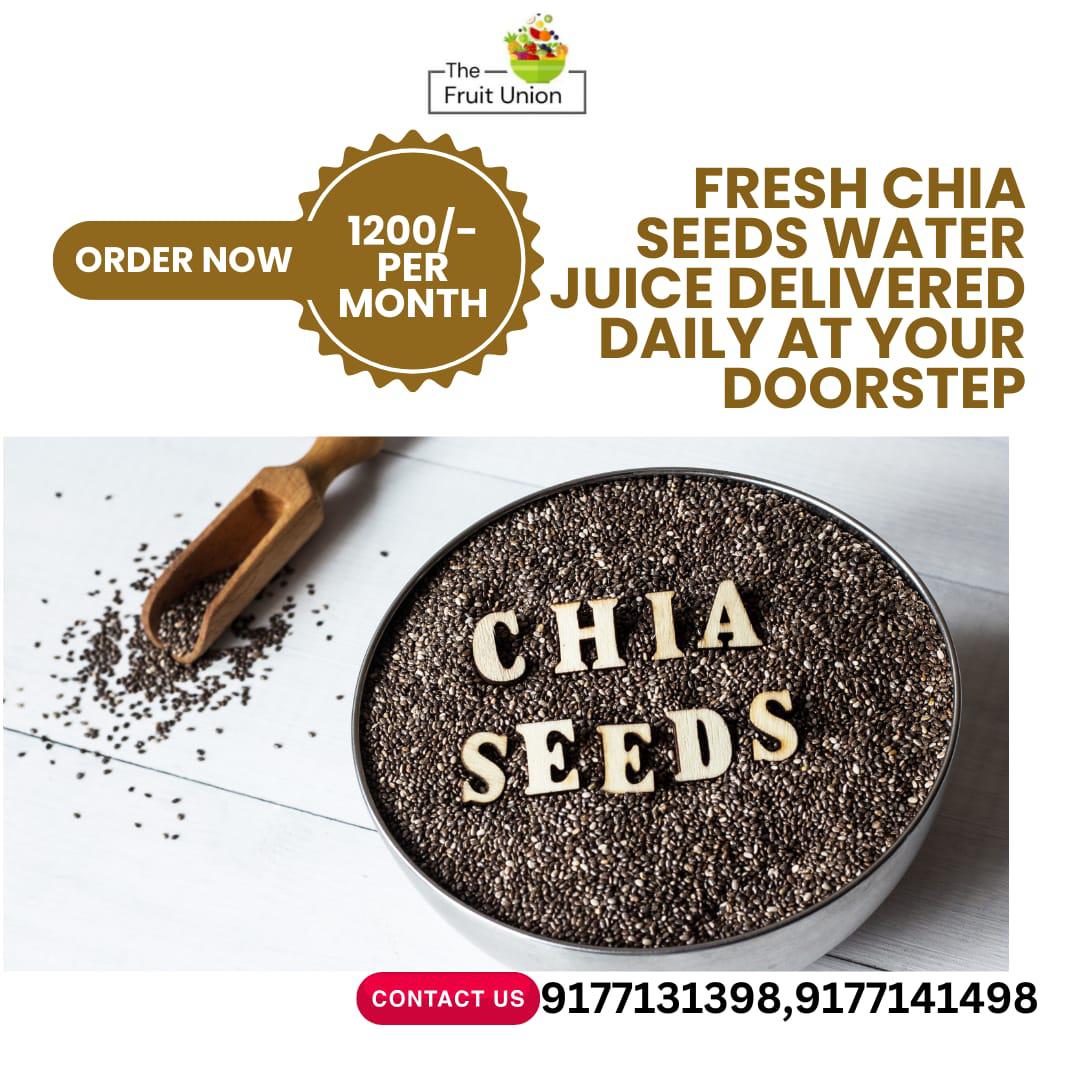 The
Fruit Union
ORDER NOW
1200/-
PER
MONTH
FRESH CHIA
SEEDS WATER
JUICE DELIVERED
DAILY AT YOUR
DOORSTEP
CHIA
SEEDS
CONTACT US
9177131398,9177141498